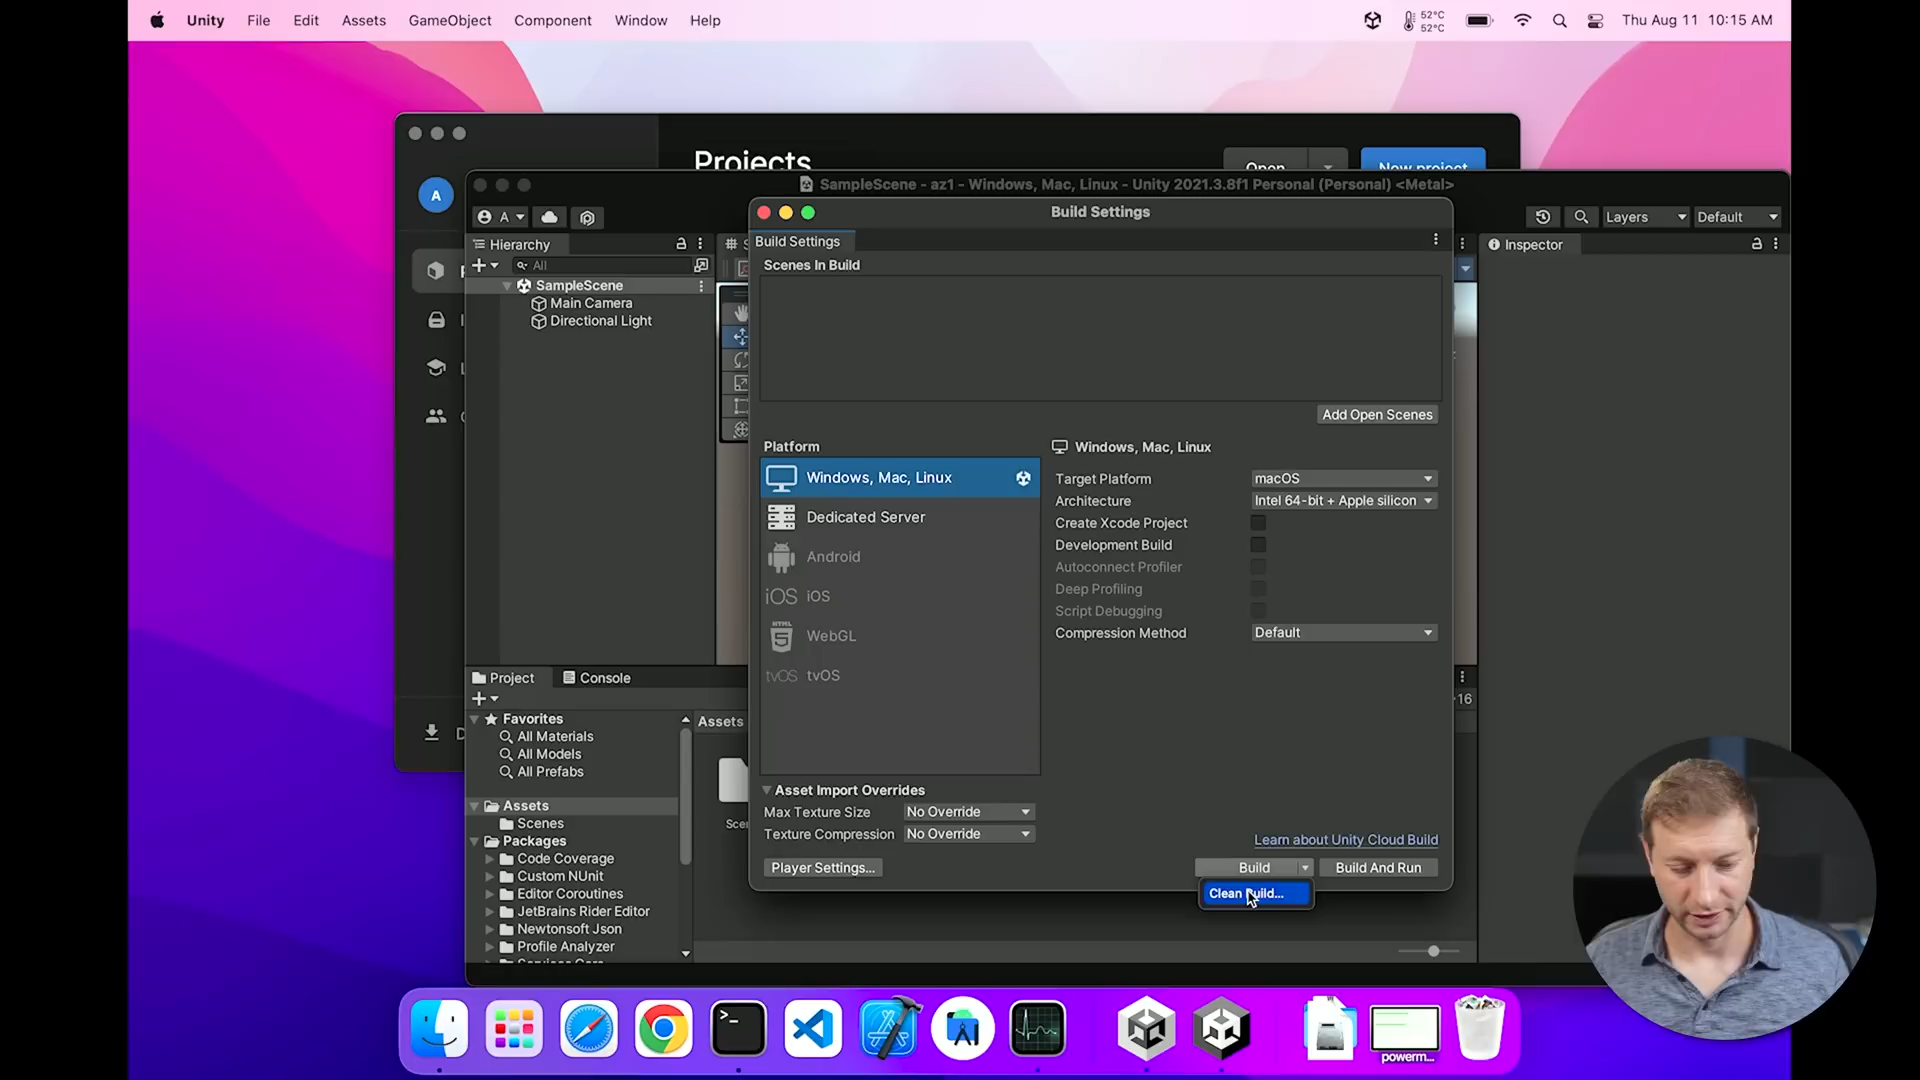 Unity File Edit Assets GameObject Component Window Help
52°C
52°C
Thu Aug 11 10:15 AM
Projects
Open
New project
A
SampleScene - az1 - Windows, Mac, Linux - Unity 2021.3.8f1 Personal (Personal) <Metal>
A
Layers
Default
Build Settings
Build Settings
Hierarchy
All
Inspector
Scenes In Build
SampleScene
Main Camera
Directional Light
Add Open Scenes
Platform
Windows, Mac, Linux
Dedicated Server
Android
iOS iOS
HTML
5
WebGL
tvOS tvOS
Windows, Mac, Linux
Target Platform macOS
Architecture Intel 64-bit + Apple silicon
Create Xcode Project
Development Build
Autoconnect Profiler
Deep Profiling
Script Debugging
Compression Method Default
Project Console
16
Favorites
All Materials
All Models
All Prefabs
Assets
Scenes
Packages
Code Coverage
Custom NUnit
Editor Coroutines
JetBrains Rider Editor
Newtonsoft Json
Profile Analyzer
Assets
Asset Import Overrides
Max Texture Size No Override
Texture Compression No Override
Learn about Unity Cloud Build
Player Settings...
Build
Build And Run
Clean Build...
powerm...